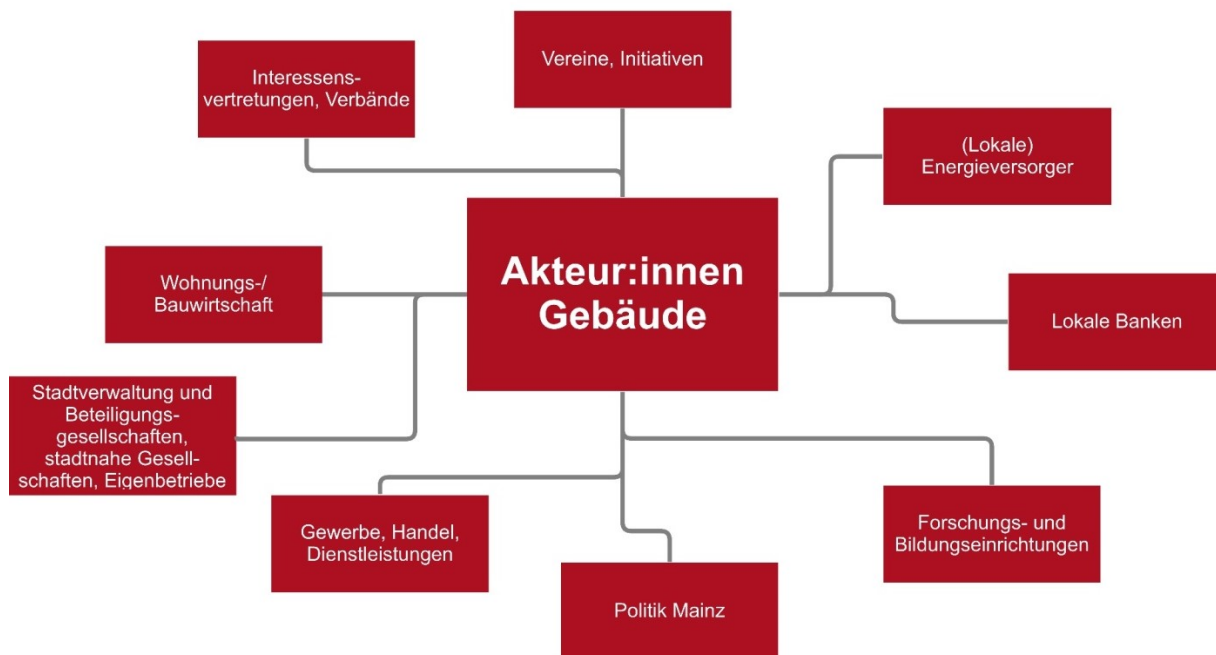 Vereine, Initiativen
Interessens-
vertretungen, Verbände
(Lokale)
Energieversorger
Akteur:innen
Gebäude
Wohnungs-/
Bauwirtschaft
Lokale Banken
Stadtverwaltung und
Beteiligungs-
gesellschaften,
stadtnahe Gesell-
schaften, Eigenbetriebe
Gewerbe, Handel,
Dienstleistungen
Forschungs- und
Bildungseinrichtungen
Politik Mainz